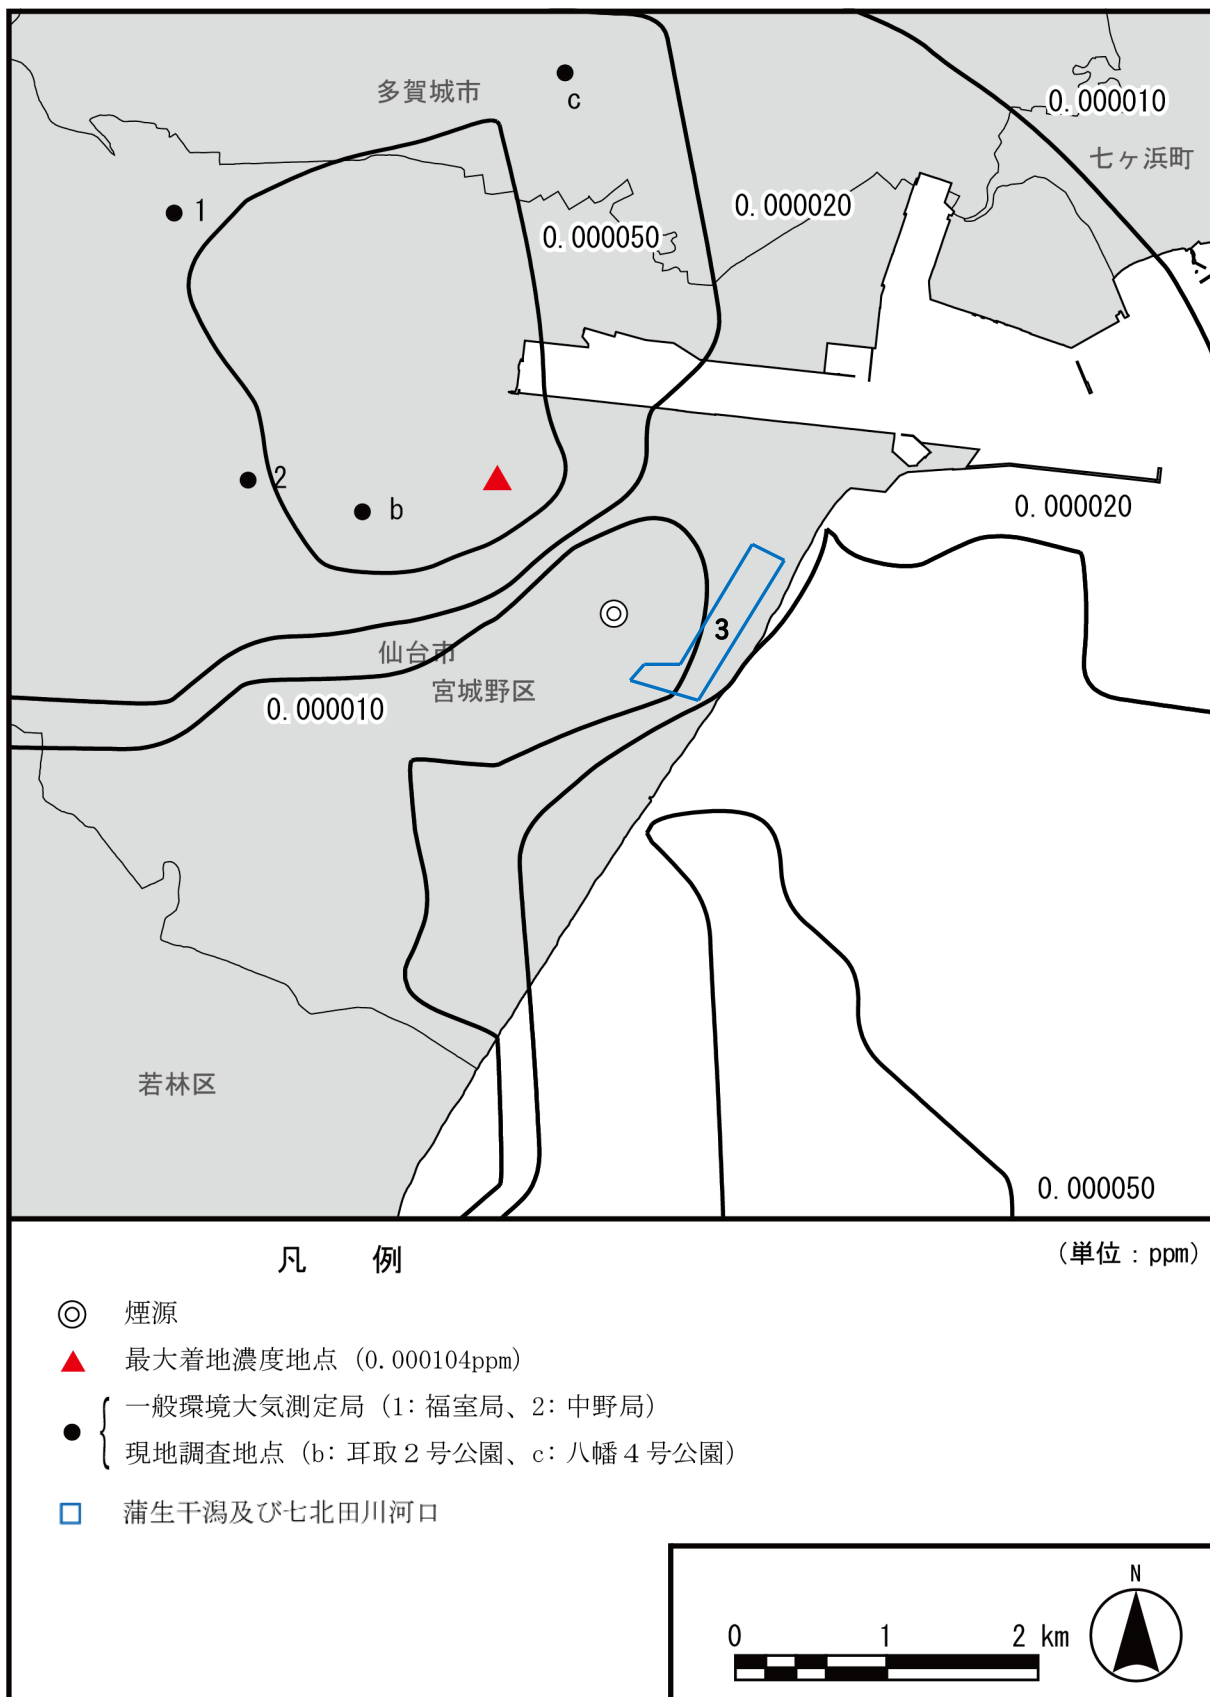 多賀城市
c
0.000010
七ヶ浜町
1
0.000020
0.000050
2
b
0.000020
3
仙台市
宮城野区
0.000010
若林区
0.000050
凡 例
(単位:ppm)
煙源
最大着地濃度地点(0.000104ppm)
一般環境大気測定局(1:福室局、2:中野局)
現地調査地点(b:耳取２号公園、c:八幡４号公園)
蒲生干潟及び七北田川河口
N
0 1 2 km